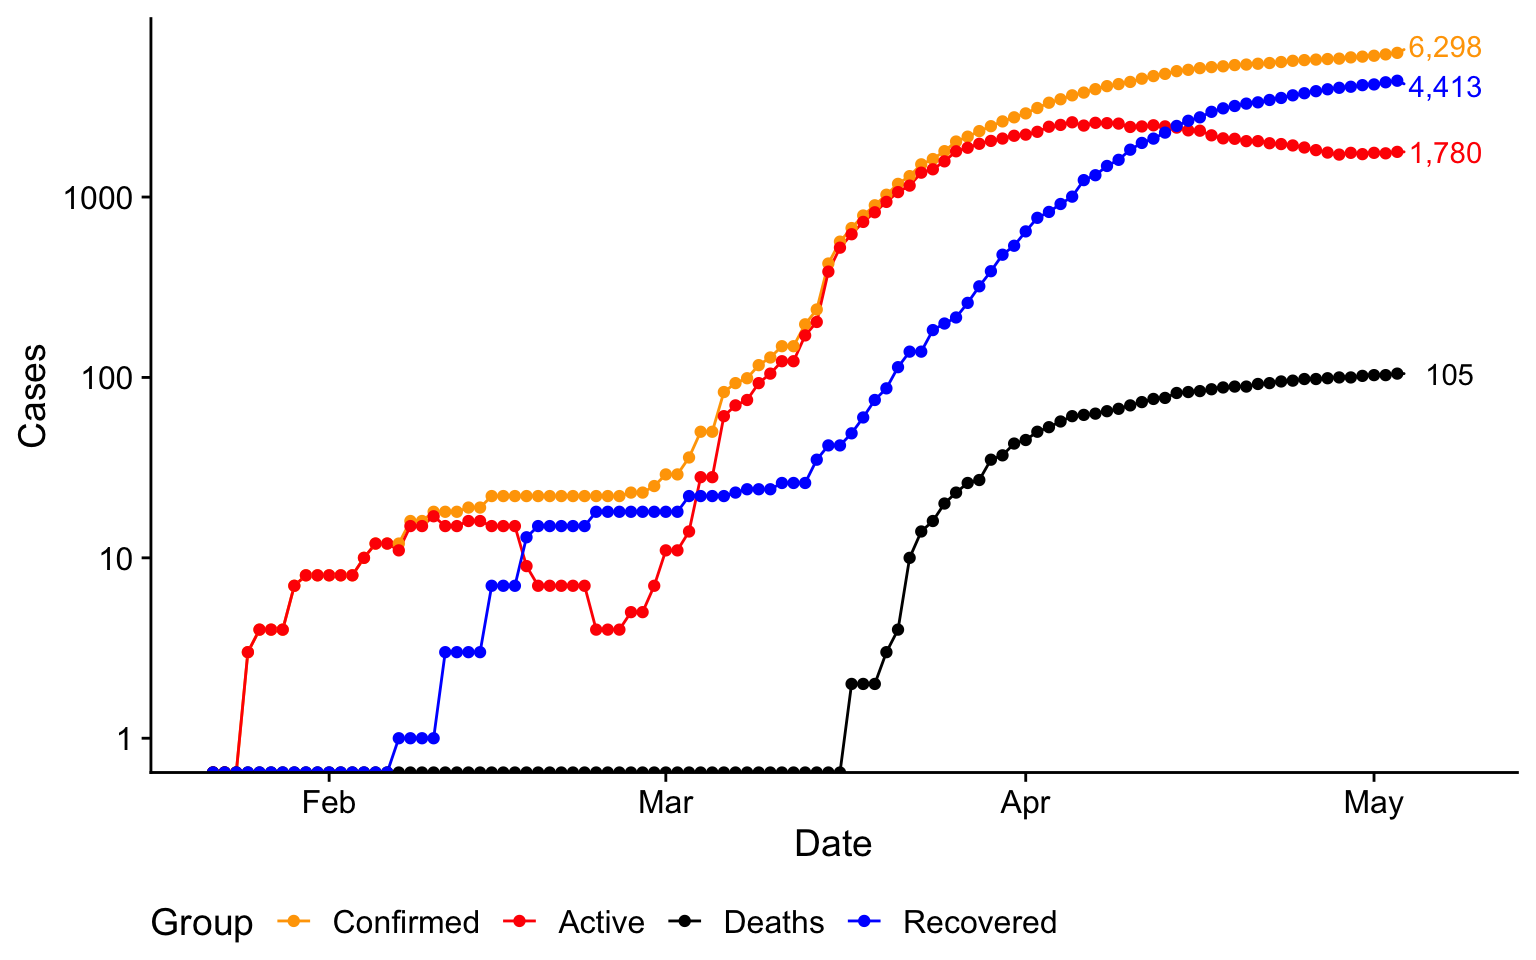 6,298
4,413
1,780
105
1000
100
10
1
Cases
Feb Mar Apr May
Date
Group Confirmed Active Deaths Recovered